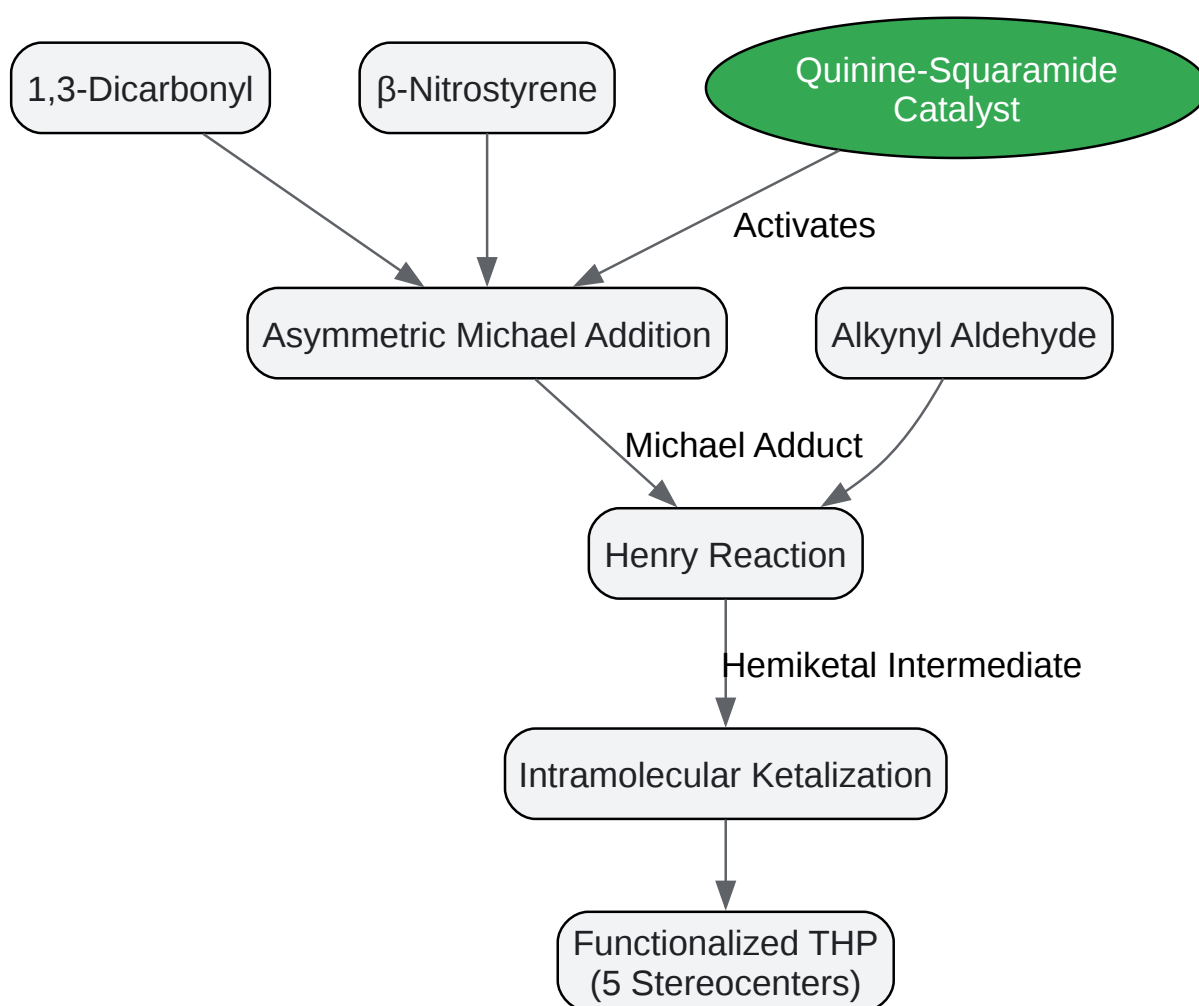 1,3-Dicarbonyl
β-Nitrostyrene
Quinine-Squaramide
Catalyst
Activates
Asymmetric Michael Addition
Alkynyl Aldehyde
Michael Adduct
Henry Reaction
Hemiketal Intermediate
Intramolecular Ketalization
Functionalized THP
(5 Stereocenters)